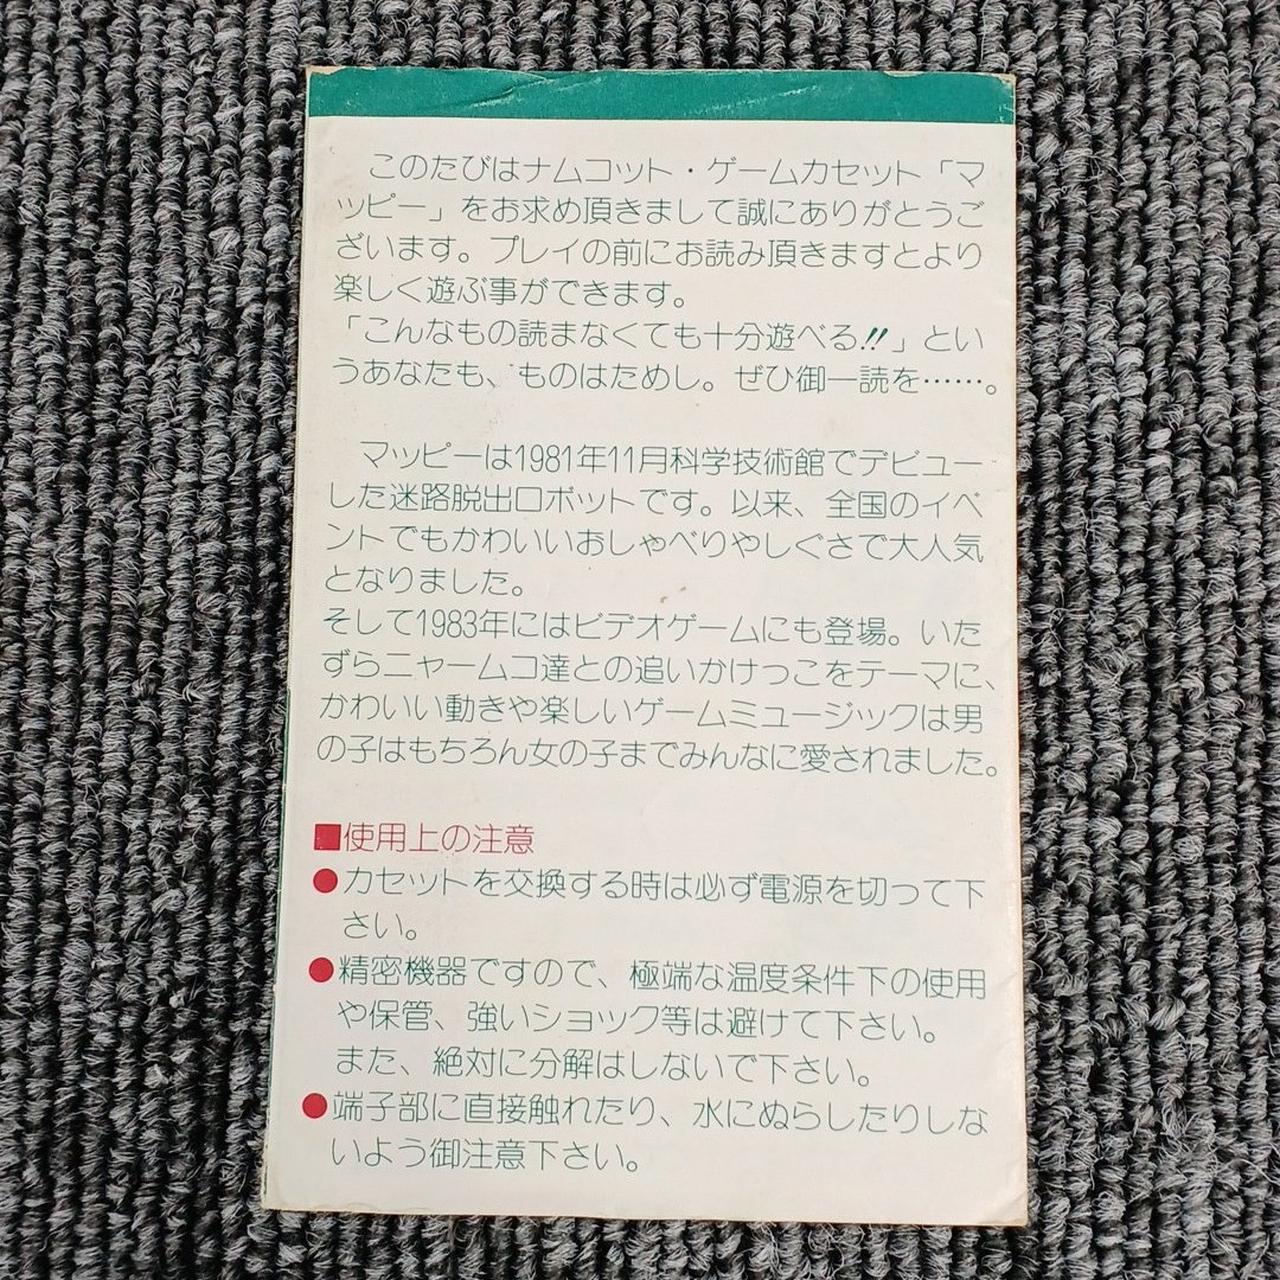 このたびはナムコット・ゲームカセット「マ
ッピー」をお求め頂きまして誠にありがとうご
ざいます。プレイの前にお読み頂きますとより
楽しく遊ぶ事ができます。
「こんなもの読まなくても十分遊べる!!」とい
うあなたも、ものはためし。ぜひ御一読を……。
マッピーは1981年11月科学技術館でデビュー
した迷路脱出ロボットです。以来、全国のイベ
ントでもかわいいおしゃべりやしぐさで大人気
となりました。
そして1983年にはビデオゲームにも登場。いた
ずらニャームコ達との追いかけっこをテーマに、
かわいい動きや楽しいゲームミュージックは男
の子はもちろん女の子までみんなに愛されました。
■使用上の注意
●カセットを交換する時は必ず電源を切って下
さい。
●精密機器ですので、極端な温度条件下の使用
や保管、強いショック等は避けて下さい。
また、絶対に分解はしないで下さい。
●端子部に直接触れたり、水にぬらしたりしな
いよう御注意下さい。